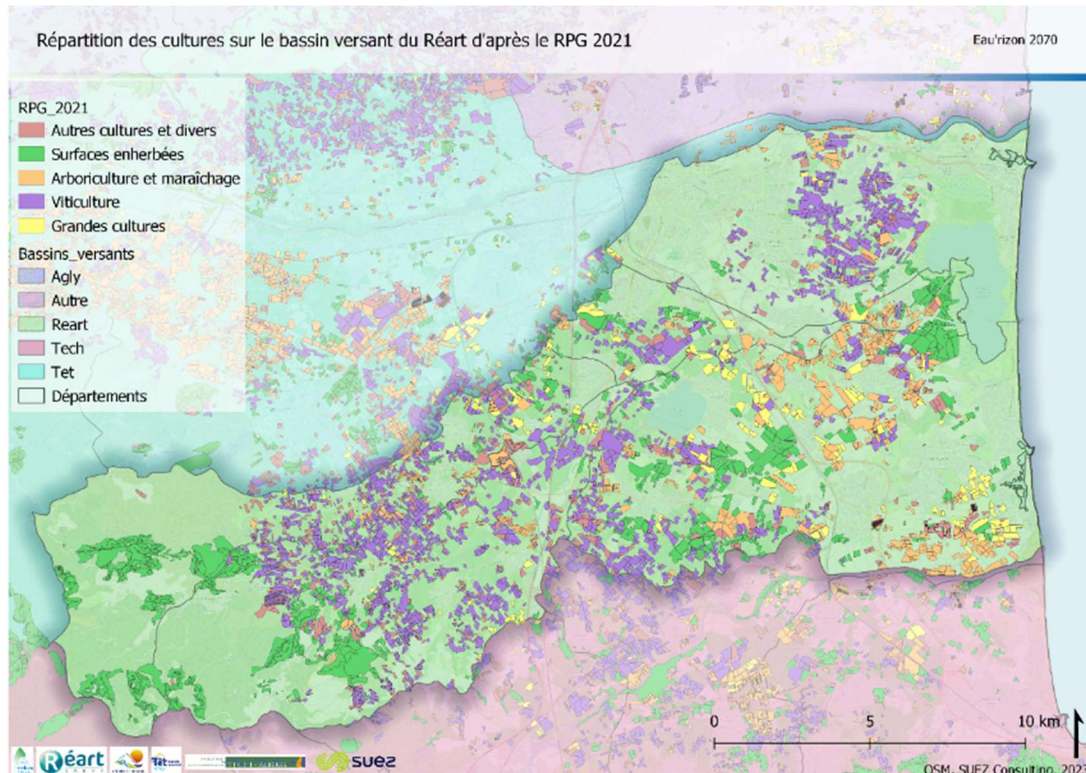 Répartition des cultures sur le bassin versant du Réart d'après le RPG 2021
Eau'rizon 2070
RPG_2021
Autres cultures et divers
Surfaces enherbées
Arboriculture et maraîchage
Viticulture
Grandes cultures
Bassins_versants
Agly
Autre
Reart
Tech
Tet
Départements
0 5 10 km
Réart
Têt
suez
OSM, SUEZ Consulting, 2021